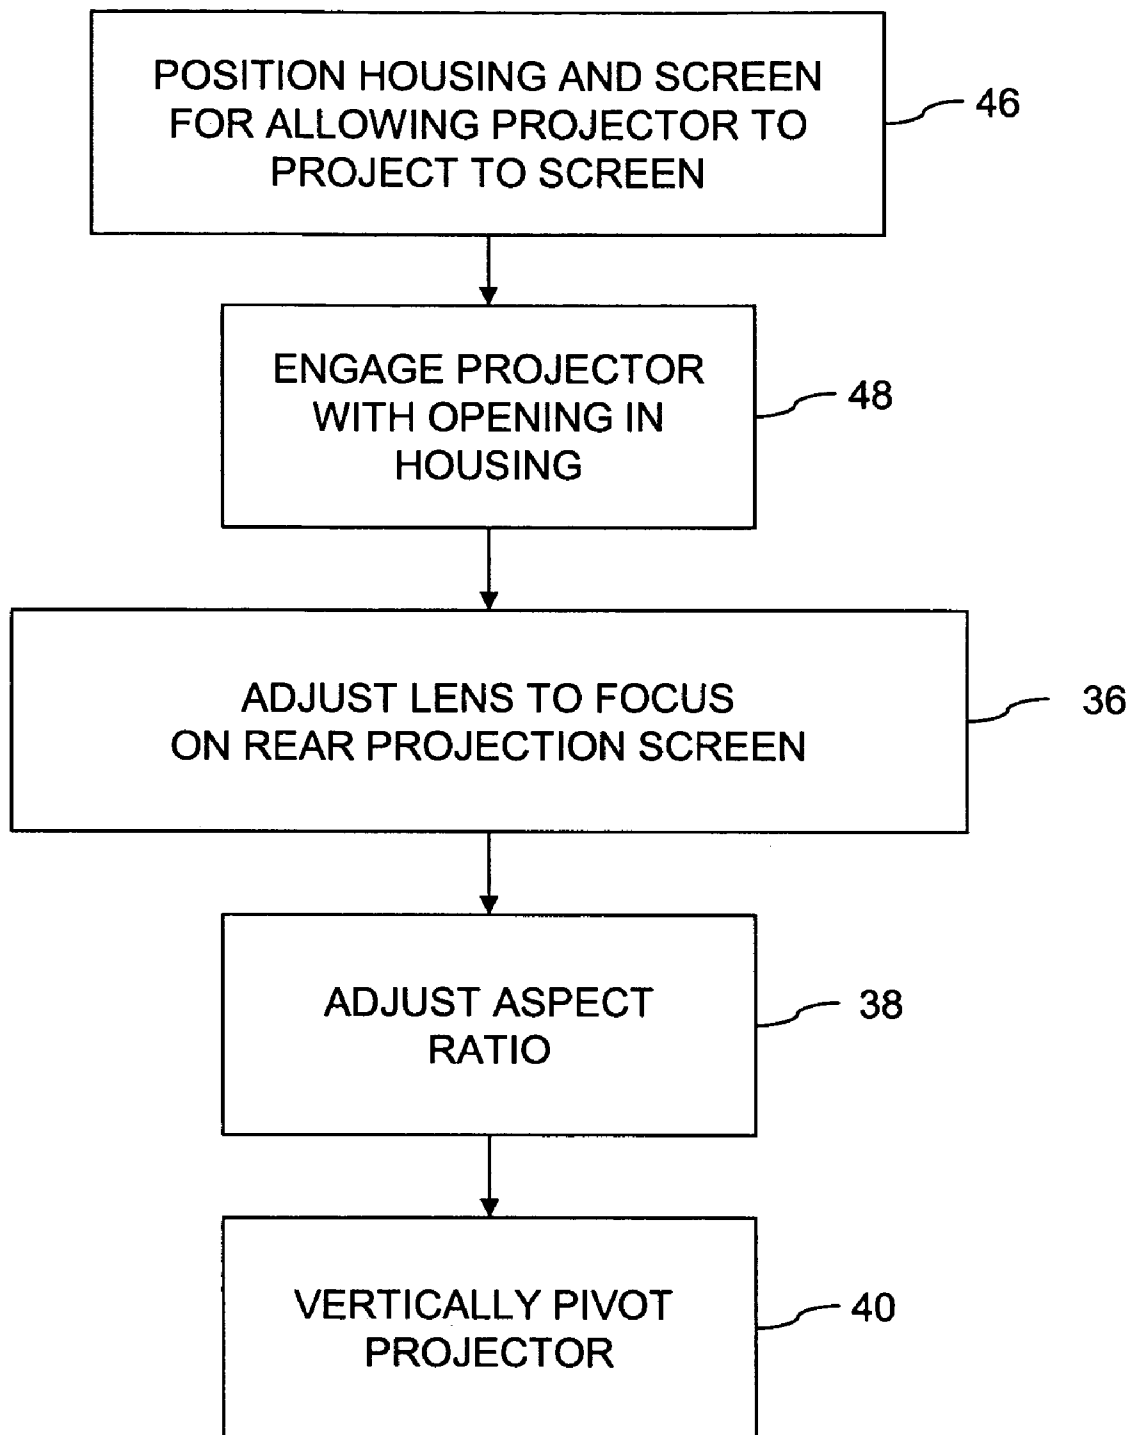 POSITION HOUSING AND SCREEN
FOR ALLOWING PROJECTOR TO
PROJECT TO SCREEN
46
ENGAGE PROJECTOR
WITH OPENING IN
HOUSING
48
ADJUST LENS TO FOCUS
ON REAR PROJECTION SCREEN
36
ADJUST ASPECT
RATIO
38
VERTICALLY PIVOT
PROJECTOR
40